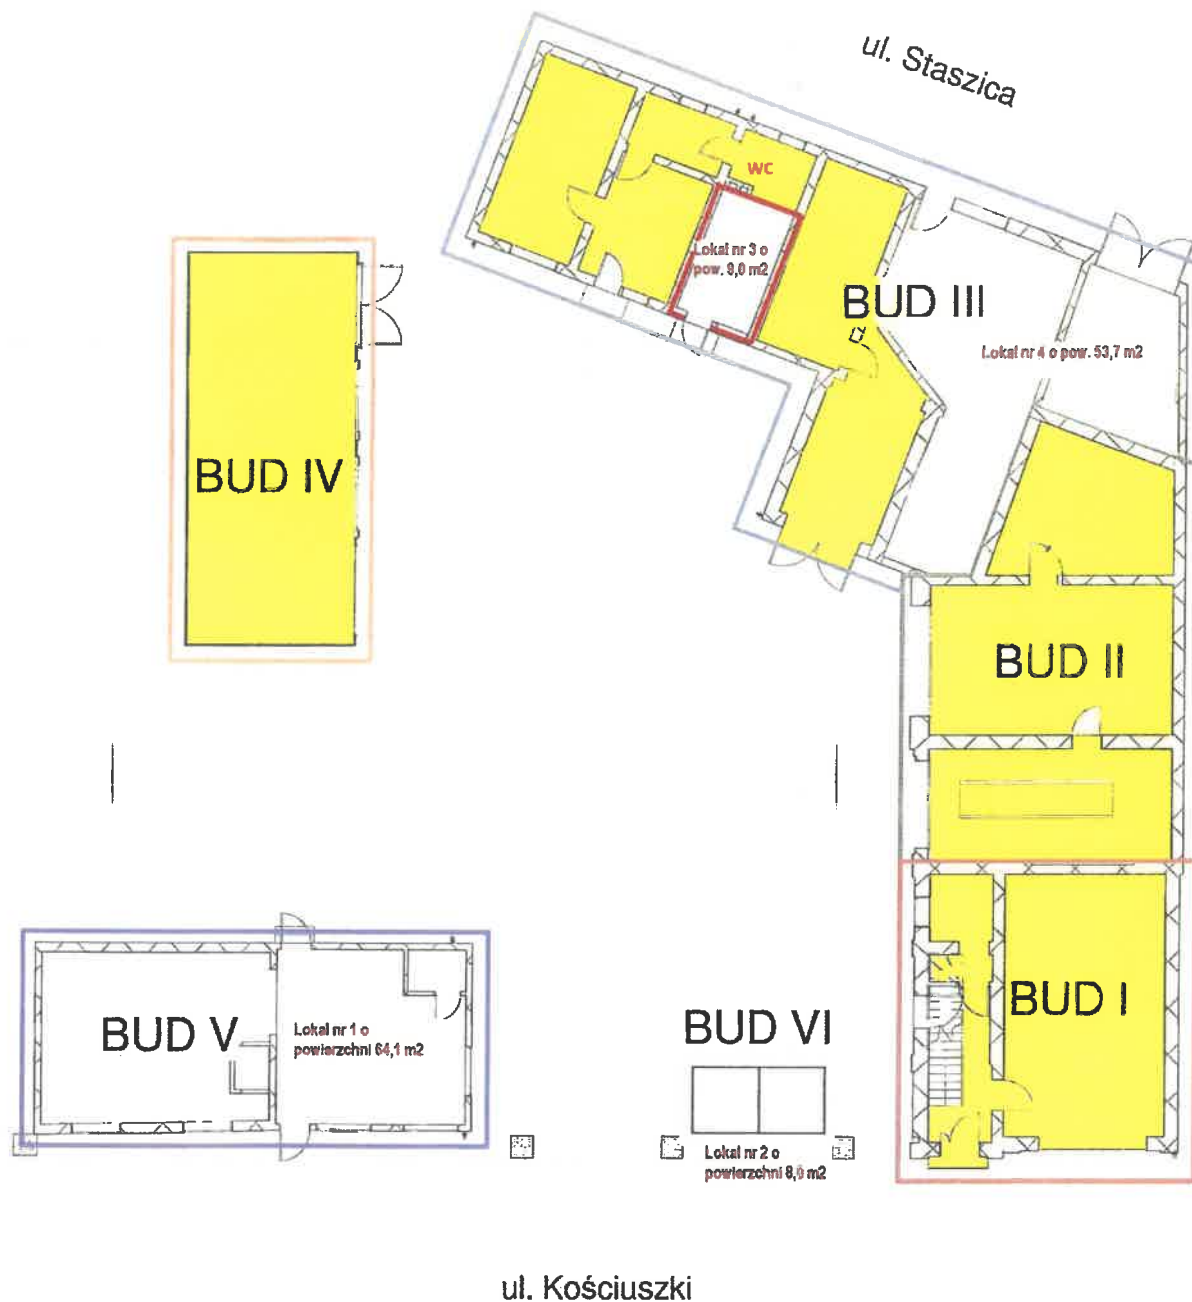 ul. Staszica
WC
Lokal nr 3 o
pow. 9,0 m2
BUD III
Lokal nr 4 o pow. 53,7 m2
BUD IV
BUD II
BUD I
BUD V
Lokal nr 1 o
powierzchni 64,1 m2
BUD VI
Lokal nr 2 o
powierzchni 8,0 m2
ul. Kościuszki